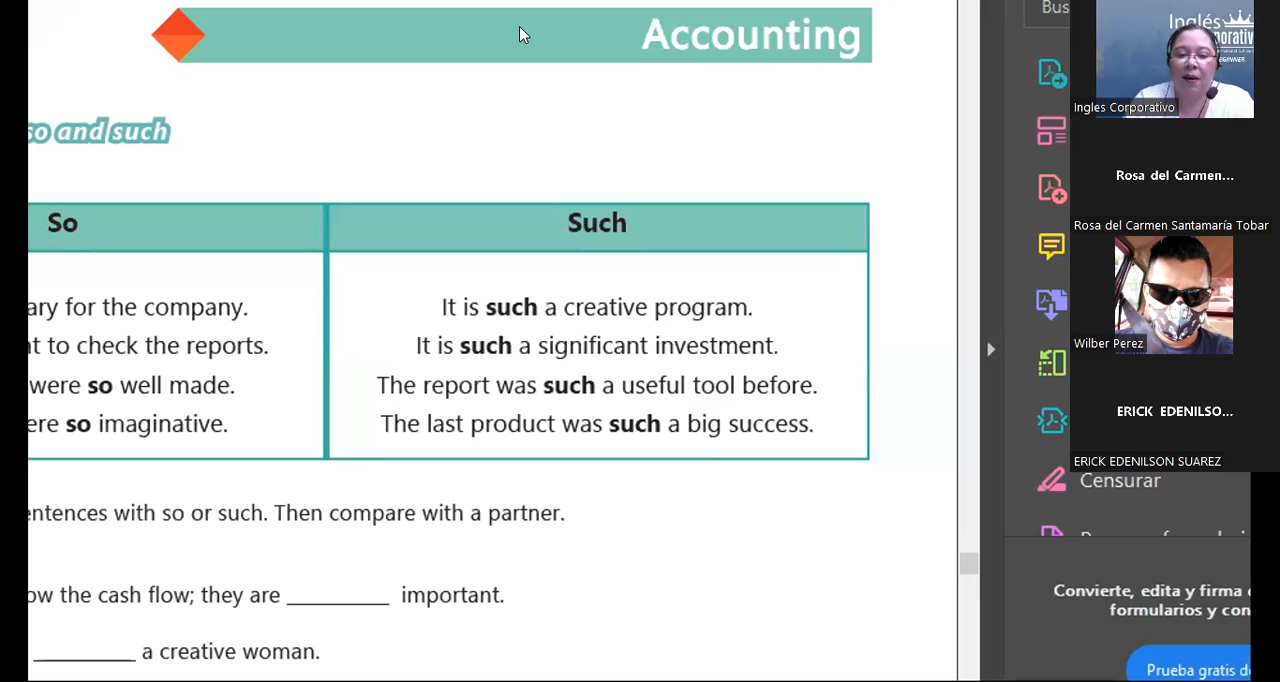 Accounting
so and such
So
Such
ary for the company.
It is such a creative program.
t to check the reports.
It is such a significant investment.
were so well made.
The report was such a useful tool before.
ere so imaginative.
The last product was such a big success.
entences with so or such. Then compare with a partner.
ow the cash flow; they are _________ important.
_________ a creative woman.
Bus
Inglés
BEGINNER
Ingles Corporativo
Rosa del Carmen...
Rosa del Carmen Santamaría Tobar
Wilber Perez
ERICK EDENILSO...
ERICK EDENILSON SUAREZ
Censurar
Convierte, edita y firma
formularios y con
Prueba gratis d